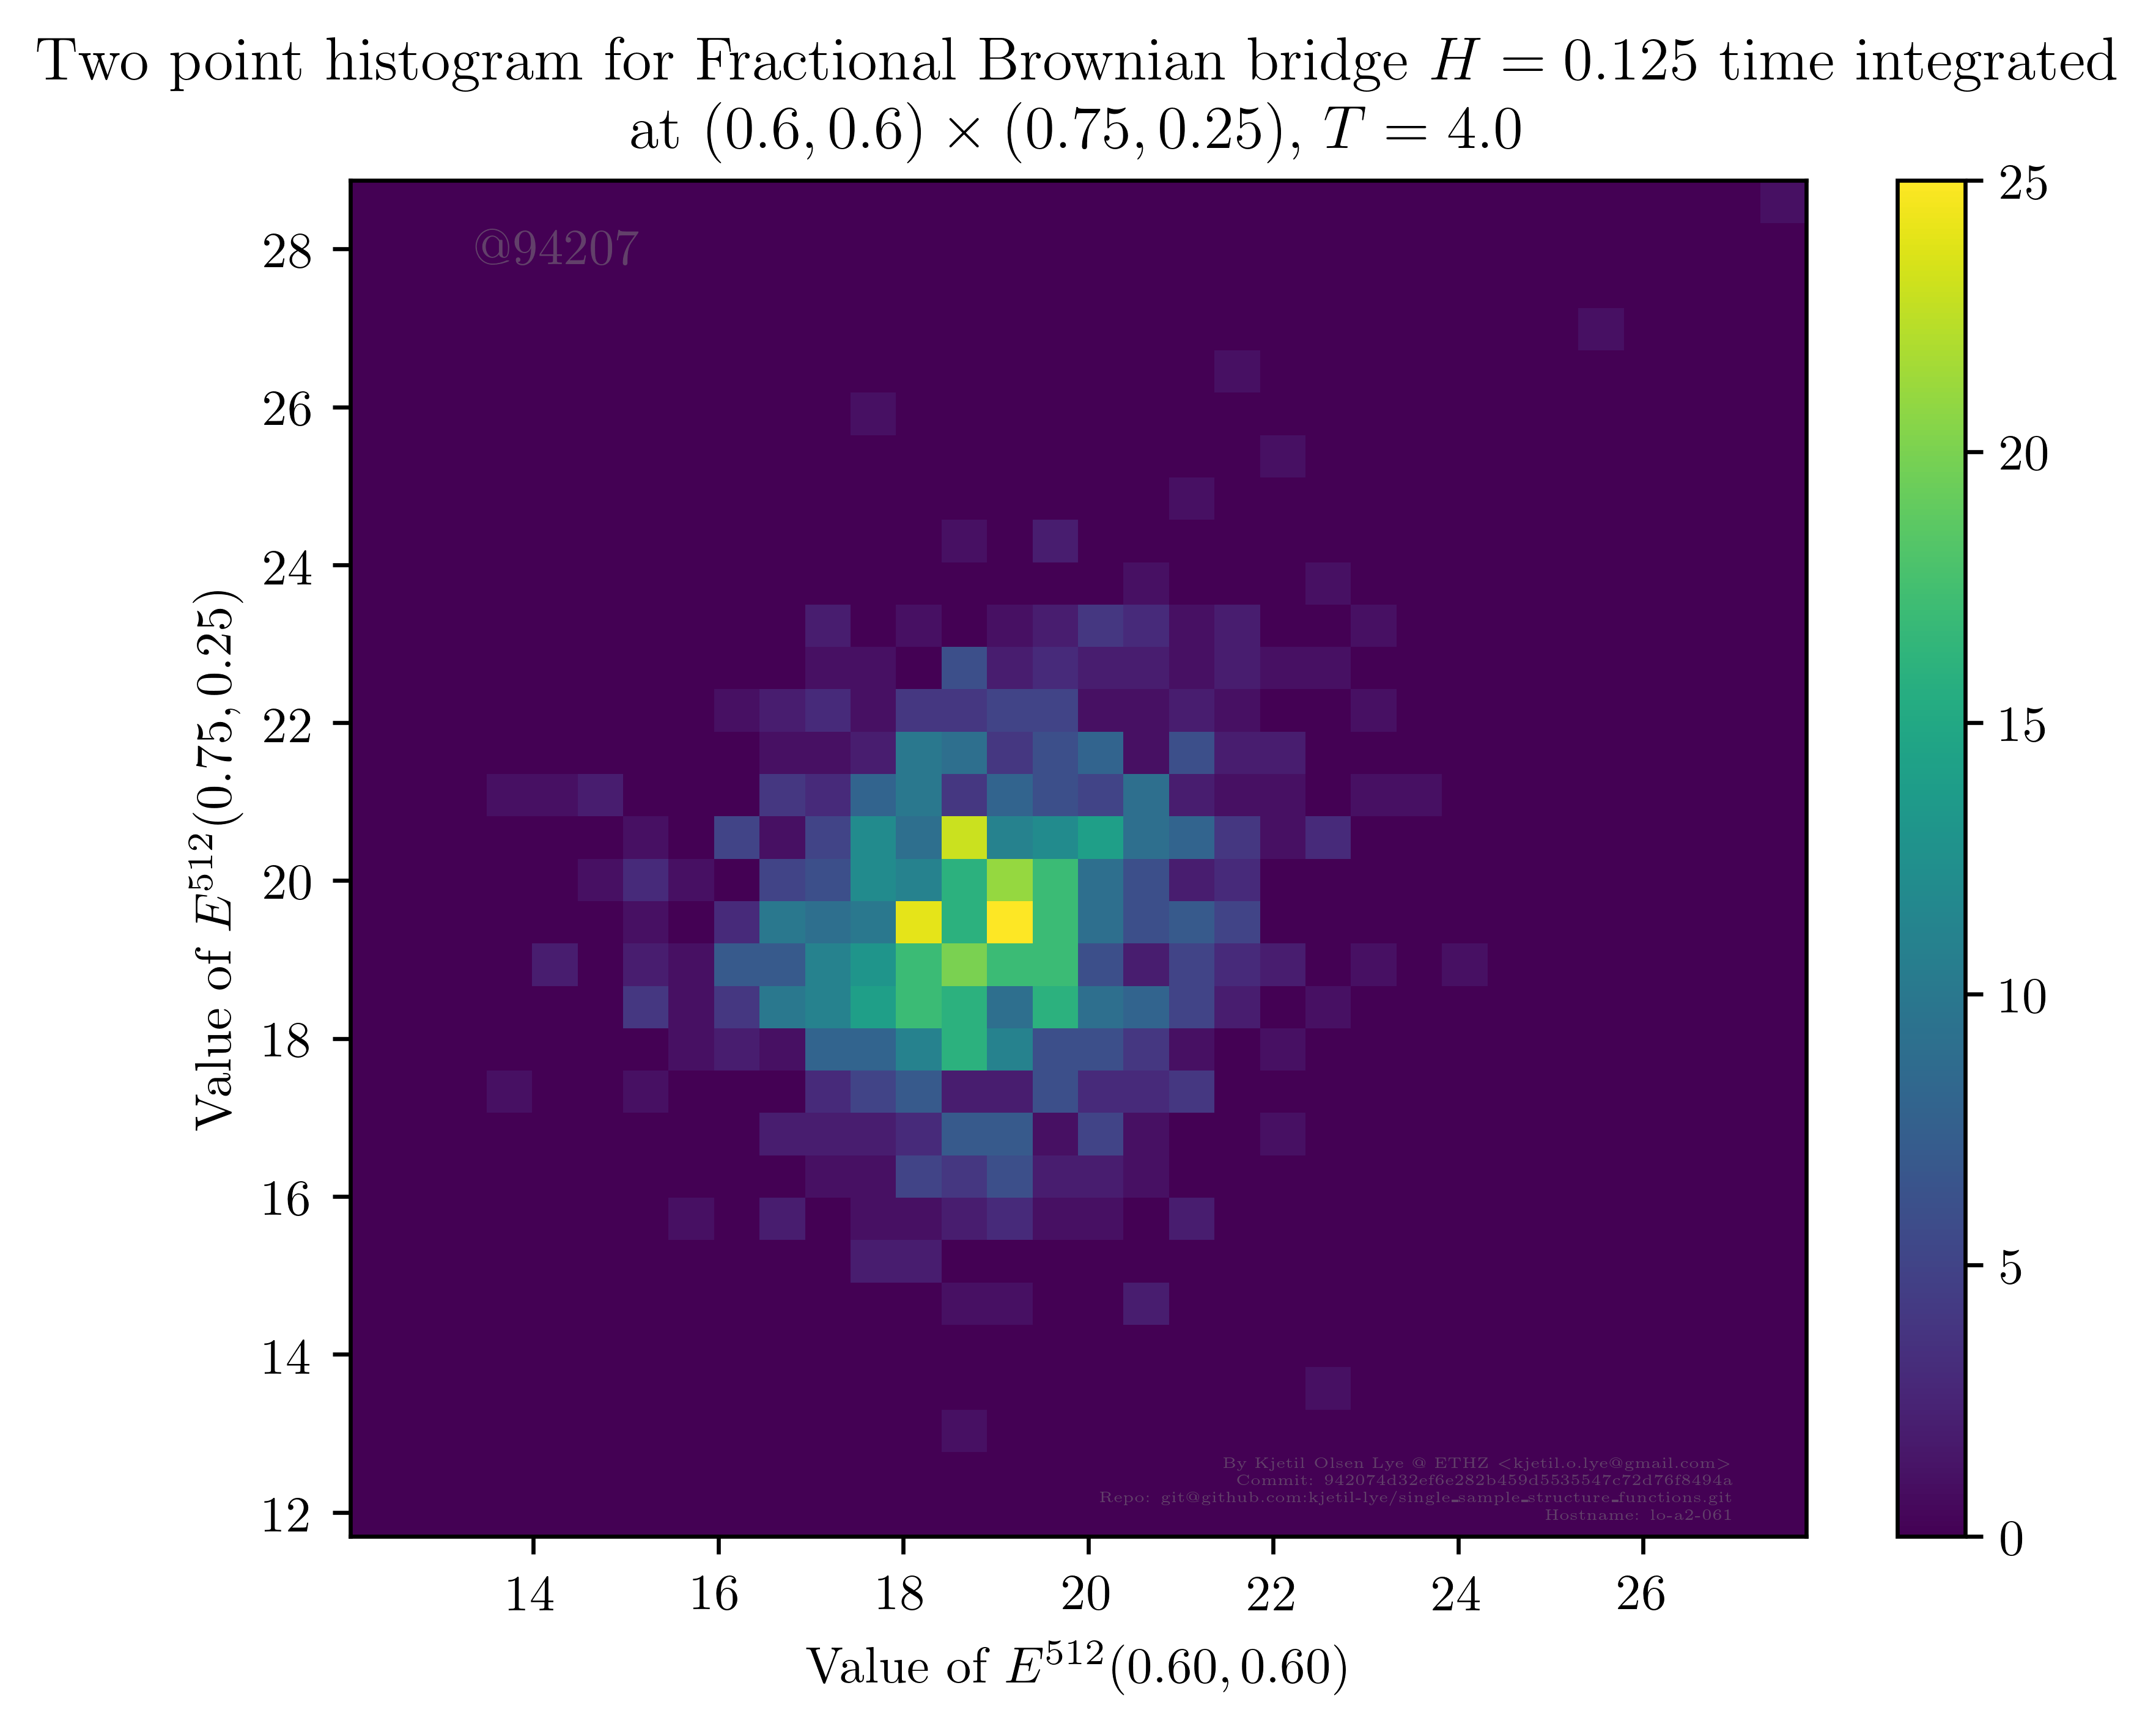 Two point histogram for Fractional Brownian bridge H = 0.125 time integrated
at (0.6, 0.6) × (0.75, 0.25), T = 4.0
@94207
28
26
24
22
20
18
16
14
12
Value of E^512(0.75, 0.25)
14
16
18
20
22
24
26
Value of E^512(0.60, 0.60)
25
20
15
10
5
0
By Kjetil Olsen Lye @ ETHZ <kjetil.o.lye@gmail.com>
Commit: 942074d32ef6e282b459d5535547c72d76f8494a
Repo: git@github.com:kjetil-lye/single_sample_structure_functions.git
Hostname: lo-a2-061